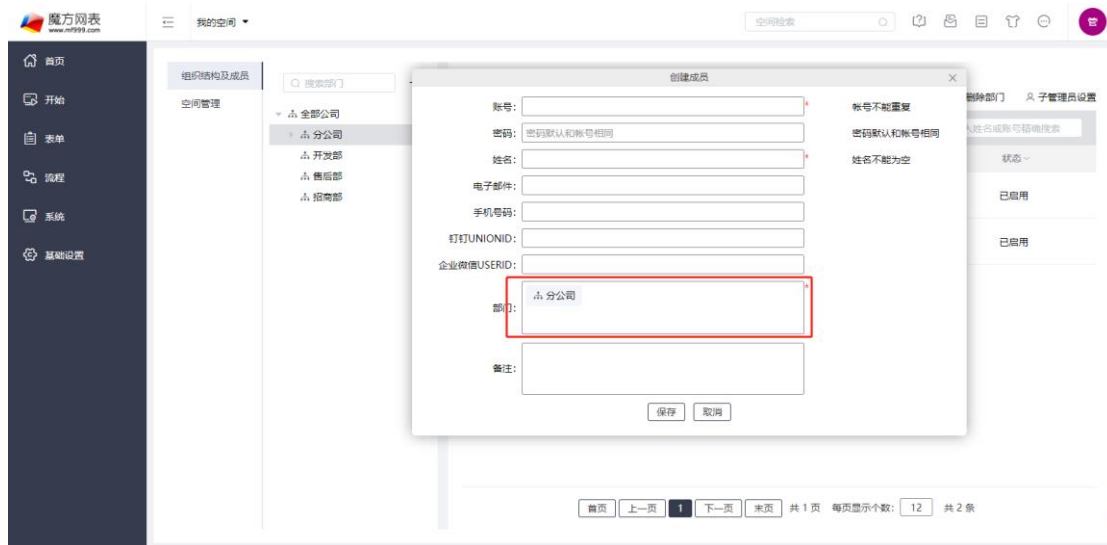 魔方网表
www.mf999.com
我的空间
空间检索
管
首页
开始
表单
流程
系统
基础设置
组织结构及成员
空间管理
搜索部门
全部公司
分公司
开发部
售后部
招商部
删除部门 子管理员设置
入姓名或账号精确搜索
状态
已启用
已启用
创建成员
账号: * 帐号不能重复
密码: 密码默认和帐号相同 密码默认和帐号相同
姓名: * 姓名不能为空
电子邮件:
手机号码:
钉钉UNIONID:
企业微信USERID:
部门: 分公司 *
备注:
保存 取消
首页 上一页 1 下一页 末页 共 1 页 每页显示个数: 12 共 2 条